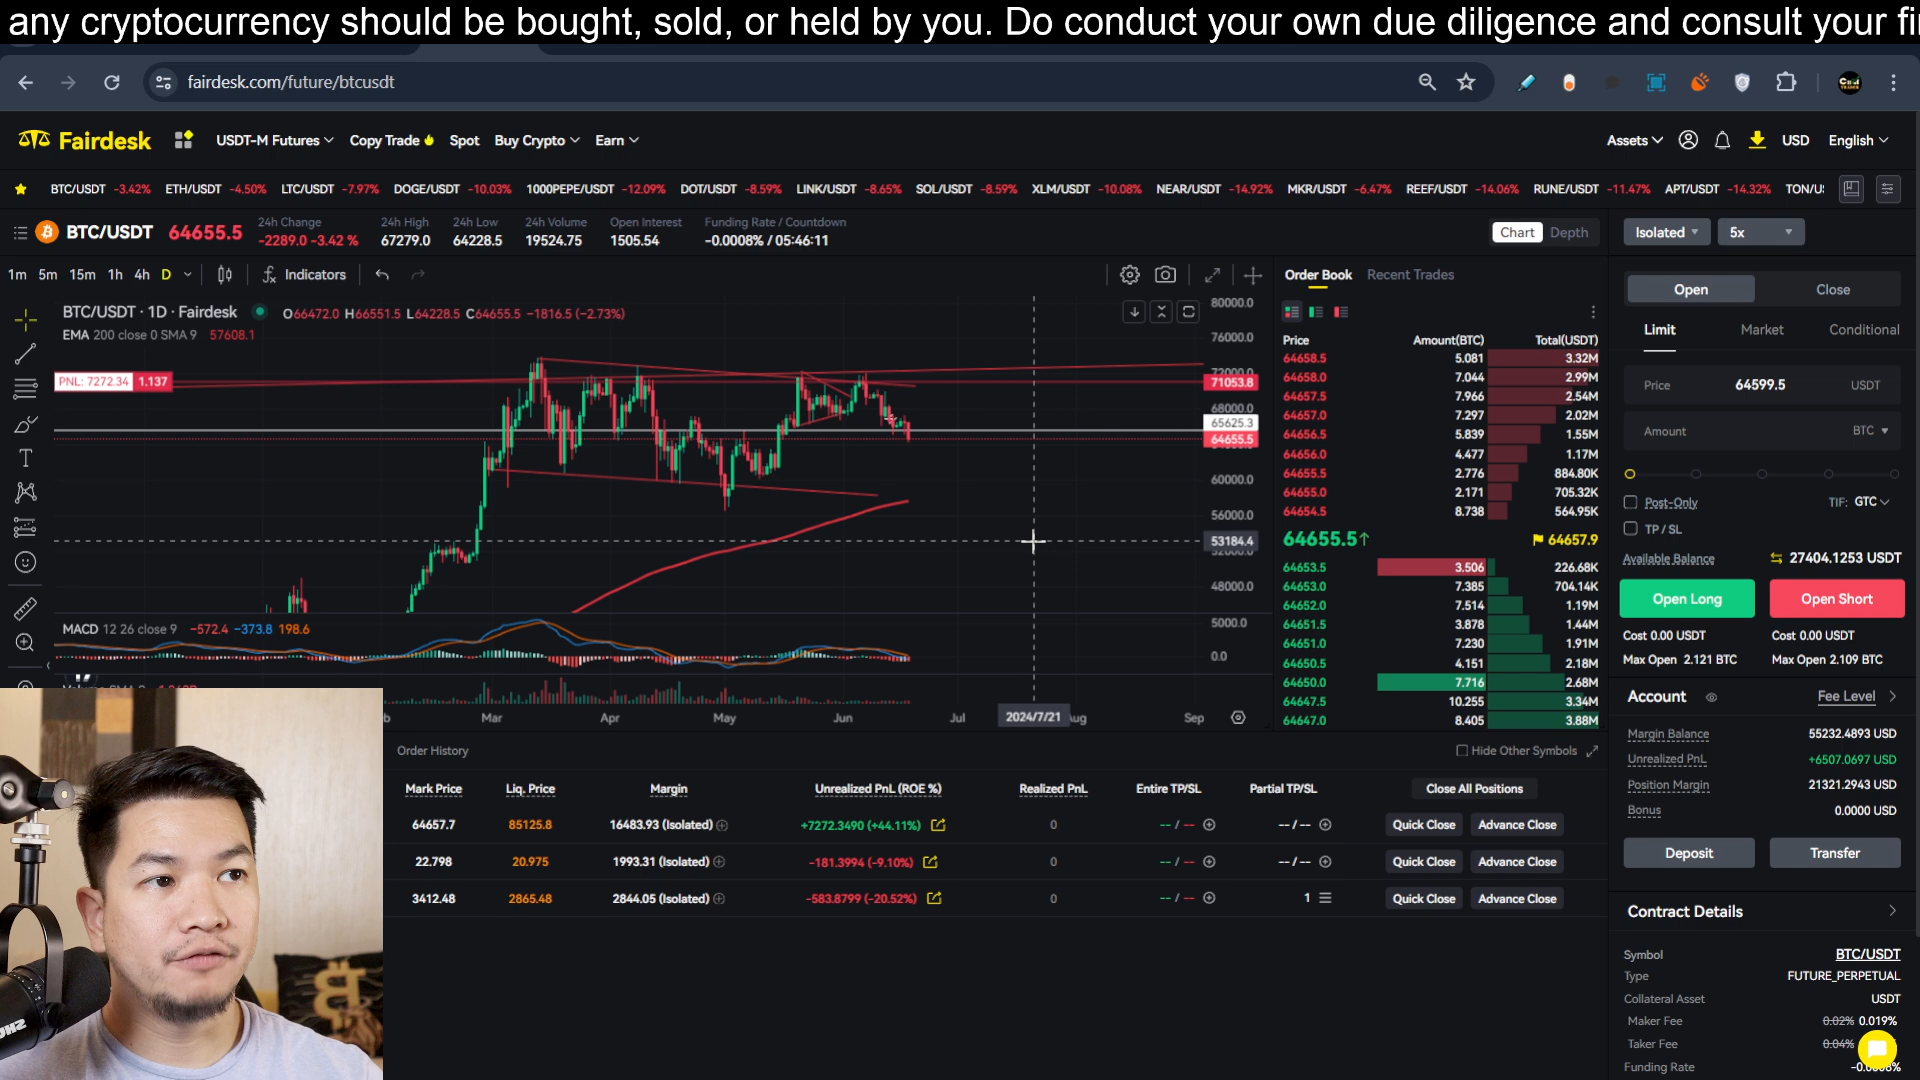 any cryptocurrency should be bought, sold, or held by you. Do conduct your own due diligence and consult your fi
fairdesk.com/future/btcusdt
Fairdesk USDT-M Futures Copy Trade Spot Buy Crypto Earn Assets USD English
BTC/USDT -3.42% ETH/USDT -4.50% LTC/USDT -7.97% DOGE/USDT -10.03% 1000PEPE/USDT -12.09% DOT/USDT -8.59% LINK/USDT -8.65% SOL/USDT -8.59% XLM/USDT -10.08% NEAR/USDT -14.92% MKR/USDT -6.47% REEF/USDT -14.06% RUNE/USDT -11.47% APT/USDT -14.32% TON/U
BTC/USDT 64655.5
24h Change 24h High 24h Low 24h Volume Open Interest Funding Rate / Countdown
-2289.0 -3.42 % 67279.0 64228.5 19524.75 1505.54 -0.0008% / 05:46:11
Chart Depth
Isolated 5x
1m 5m 15m 1h 4h D Indicators
BTC/USDT · 1D · Fairdesk O66472.0 H66551.5 L64228.5 C64655.5 −1816.5 (−2.73%)
EMA 200 close 0 SMA 9 57608.1
PNL: 7272.34 1.137
80000.0
76000.0
72000.0
71053.8
68000.0
65625.3
64655.5
60000.0
56000.0
53184.4
52000.0
48000.0
MACD 12 26 close 9 −572.4 −373.8 198.6
5000.0
0.0
Mar Apr May Jun Jul 2024/7/21 Aug Sep
Order Book Recent Trades
Price Amount(BTC) Total(USDT)
64658.5 5.081 3.32M
64658.0 7.044 2.99M
64657.5 7.966 2.54M
64657.0 7.297 2.02M
64656.5 5.839 1.55M
64656.0 4.477 1.17M
64655.5 2.776 884.80K
64655.0 2.171 705.32K
64654.5 8.738 564.95K
64655.5↑ 64657.9
64653.5 3.506 226.68K
64653.0 7.385 704.14K
64652.0 7.514 1.19M
64651.5 3.878 1.44M
64651.0 7.230 1.91M
64650.5 4.151 2.18M
64650.0 7.716 2.68M
64647.5 10.255 3.34M
64647.0 8.405 3.88M
Open Close
Limit Market Conditional
Price 64599.5 USDT
Amount BTC
Post-Only TIF: GTC
TP / SL
Available Balance 27404.1253 USDT
Open Long Open Short
Cost 0.00 USDT Cost 0.00 USDT
Max Open 2.121 BTC Max Open 2.109 BTC
Account Fee Level
Margin Balance 55232.4893 USD
Unrealized PnL +6507.0697 USD
Position Margin 21321.2943 USD
Bonus 0.0000 USD
Deposit Transfer
Contract Details
Symbol BTC/USDT
Type FUTURE_PERPETUAL
Collateral Asset USDT
Maker Fee 0.02% 0.019%
Taker Fee 0.04%
Funding Rate
Order History Hide Other Symbols
Mark Price Liq. Price Margin Unrealized PnL (ROE %) Realized PnL Entire TP/SL Partial TP/SL Close All Positions
64657.7 85125.8 16483.93 (Isolated) +7272.3490 (+44.11%) 0 -- / -- -- / -- Quick Close Advance Close
22.798 20.975 1993.31 (Isolated) -181.3994 (-9.10%) 0 -- / -- -- / -- Quick Close Advance Close
3412.48 2865.48 2844.05 (Isolated) -583.8799 (-20.52%) 0 -- / -- 1 Quick Close Advance Close